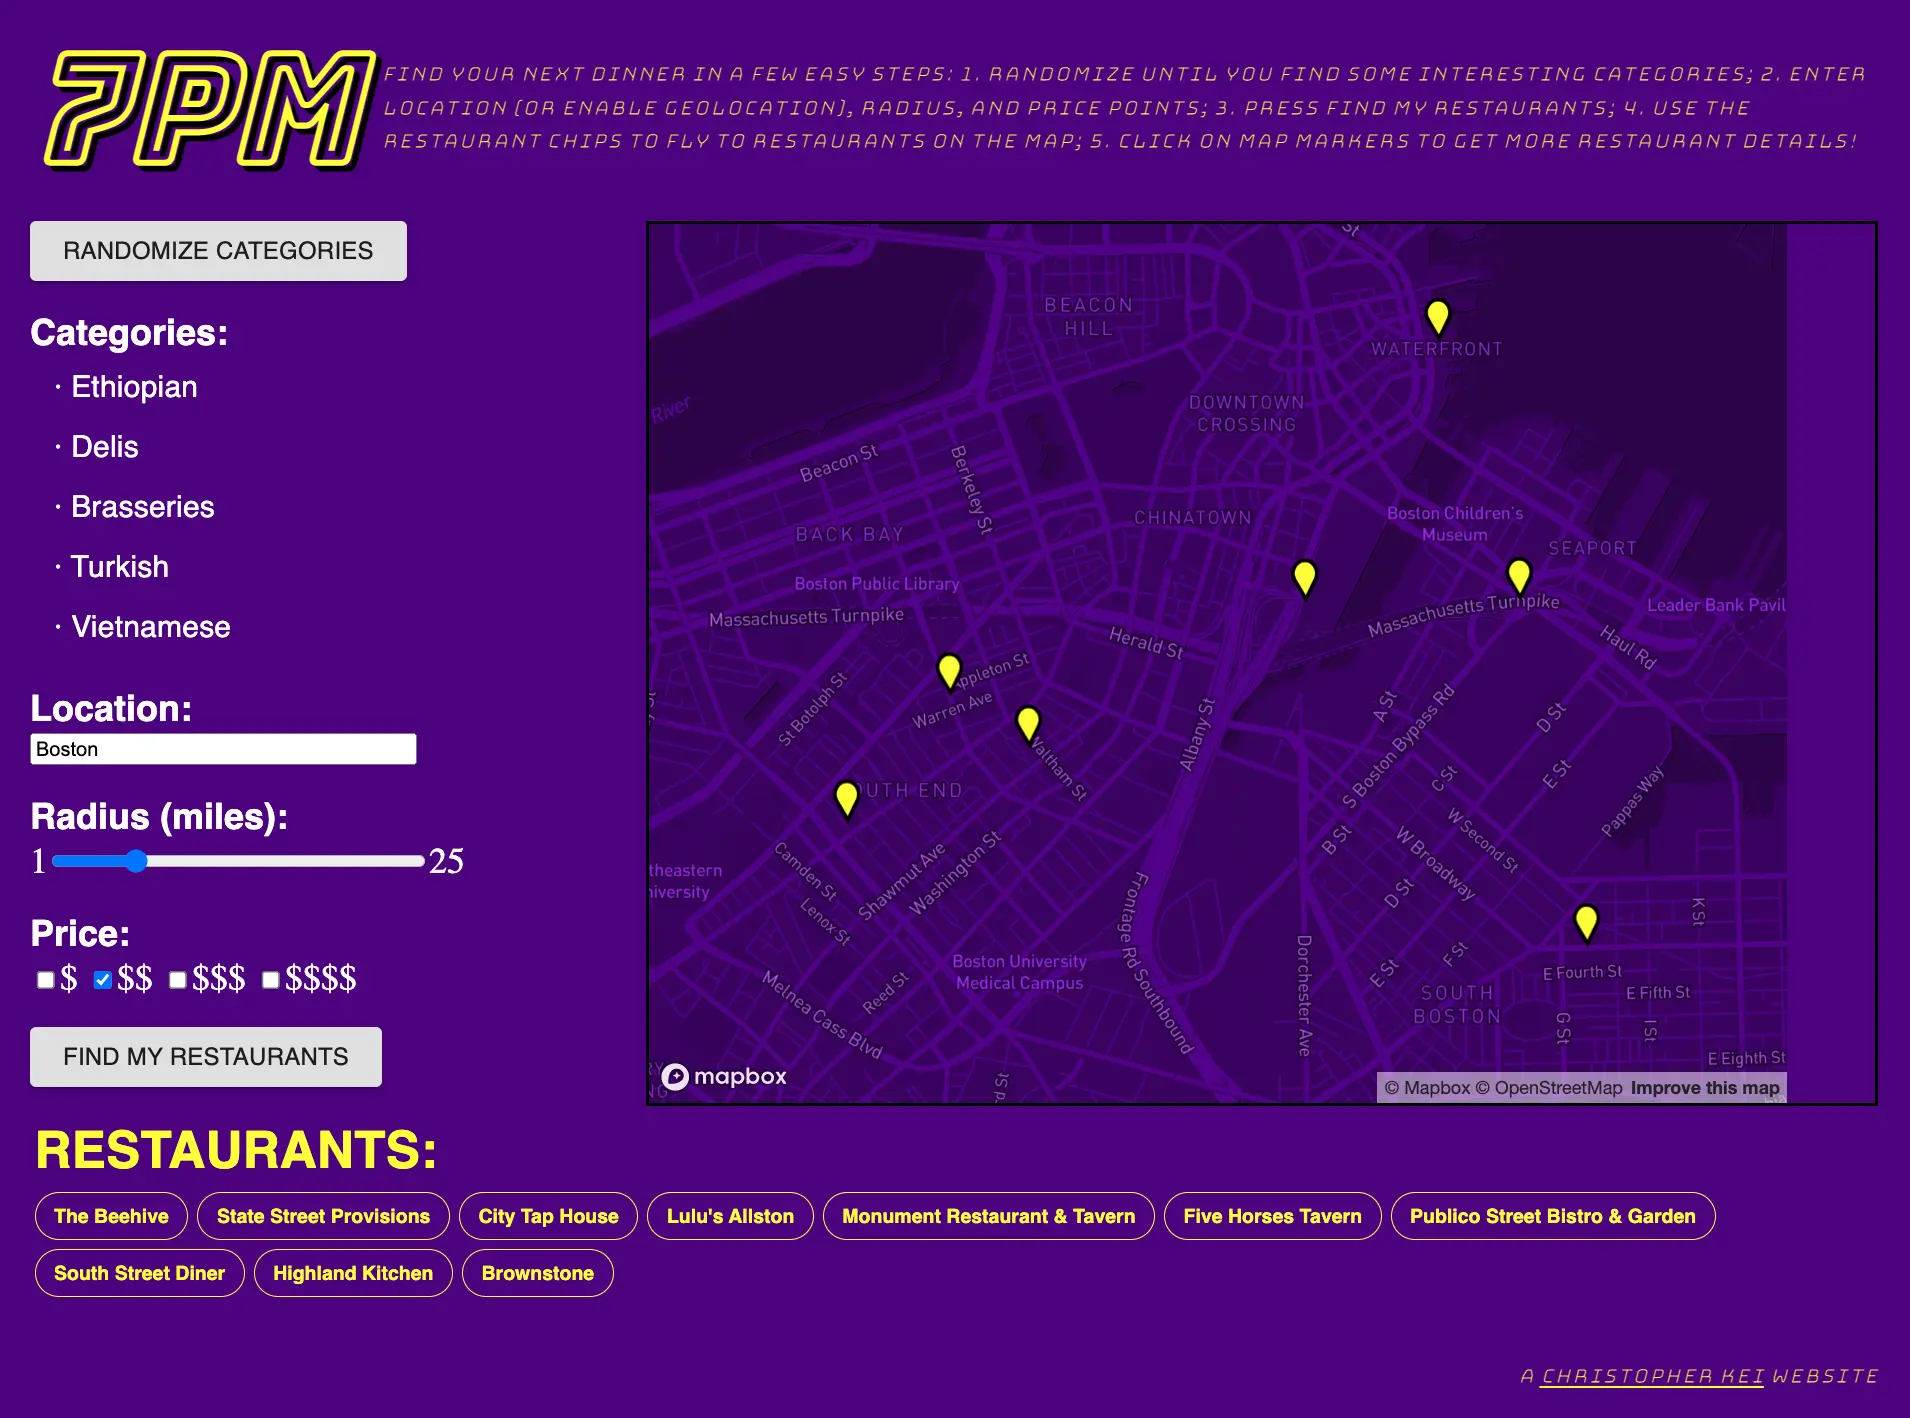 7PM
FIND YOUR NEXT DINNER IN A FEW EASY STEPS: 1. RANDOMIZE UNTIL YOU FIND SOME INTERESTING CATEGORIES; 2. ENTER
LOCATION (OR ENABLE GEOLOCATION), RADIUS, AND PRICE POINTS; 3. PRESS FIND MY RESTAURANTS; 4. USE THE
RESTAURANT CHIPS TO FLY TO RESTAURANTS ON THE MAP; 5. CLICK ON MAP MARKERS TO GET MORE RESTAURANT DETAILS!
RANDOMIZE CATEGORIES
Categories:
· Ethiopian
· Delis
· Brasseries
· Turkish
· Vietnamese
Location:
Boston
Radius (miles):
1 25
Price:
$ $$ $$$ $$$$
FIND MY RESTAURANTS
St
BEACON
HILL
WATERFRONT
River
DOWNTOWN
CROSSING
Beacon St
Berkeley St
BACK BAY
CHINATOWN
Boston Children's
Museum
SEAPORT
Boston Public Library
Massachusetts Turnpike
Massachusetts Turnpike
Leader Bank Pavil
Herald St
Haul Rd
ppleton St
Warren Ave
St Botolph St
Waltham St
Albany St
A St
S Boston Bypass Rd
D St
E St
C St
Pappas Way
OUTH END
B St
W Second St
W Broadway
D St
Camden St
Shawmut Ave
Washington St
Lenox St
theastern
niversity
Frontage Rd Southbound
K St
Dorchester Ave
E St
F St
Boston University
Medical Campus
Reed St
Melnea Cass Blvd
E Fourth St
E Fifth St
SOUTH
BOSTON
G St
I St
E Eighth St
rd St
mapbox
© Mapbox © OpenStreetMap Improve this map
RESTAURANTS:
The Beehive State Street Provisions City Tap House Lulu's Allston Monument Restaurant & Tavern Five Horses Tavern Publico Street Bistro & Garden
South Street Diner Highland Kitchen Brownstone
A CHRISTOPHER KEI WEBSITE